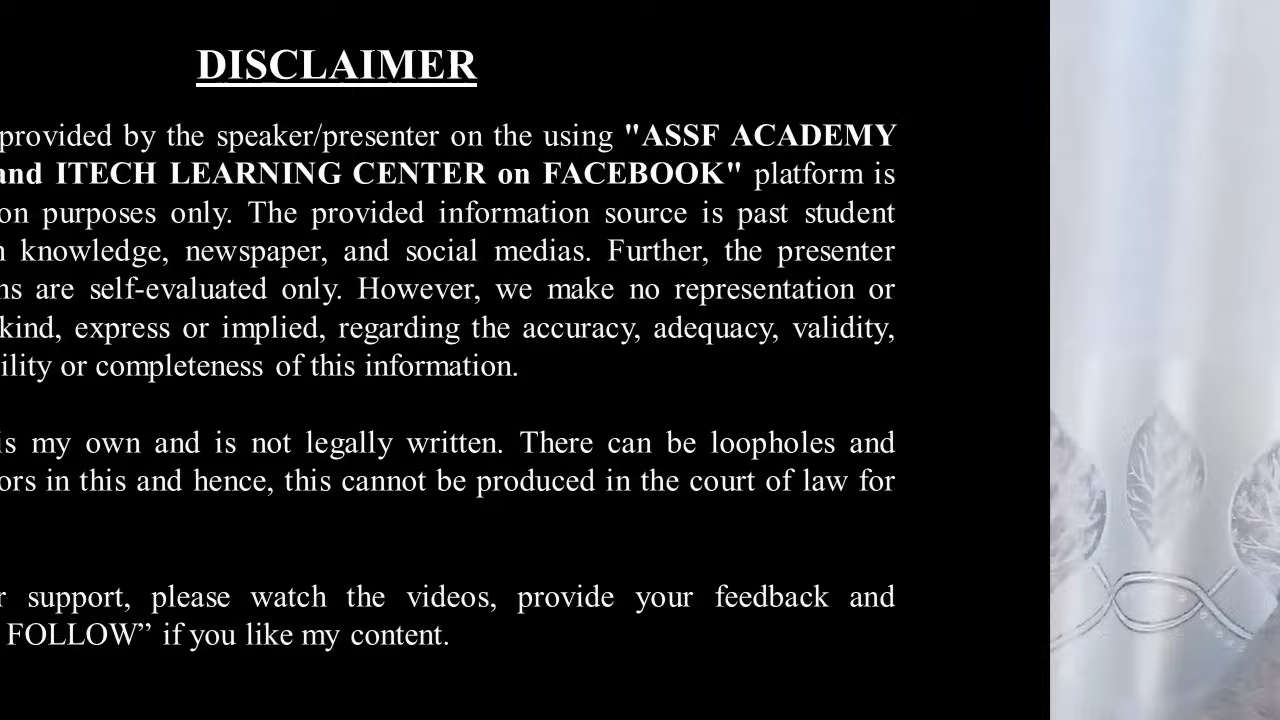 DISCLAIMER
provided by the speaker/presenter on the using "ASSF ACADEMY
and ITECH LEARNING CENTER on FACEBOOK" platform is
on purposes only. The provided information source is past student
knowledge, newspaper, and social medias. Further, the presenter
ns are self-evaluated only. However, we make no representation or
kind, express or implied, regarding the accuracy, adequacy, validity,
ility or completeness of this information.
is my own and is not legally written. There can be loopholes and
ors in this and hence, this cannot be produced in the court of law for
r support, please watch the videos, provide your feedback and
FOLLOW” if you like my content.